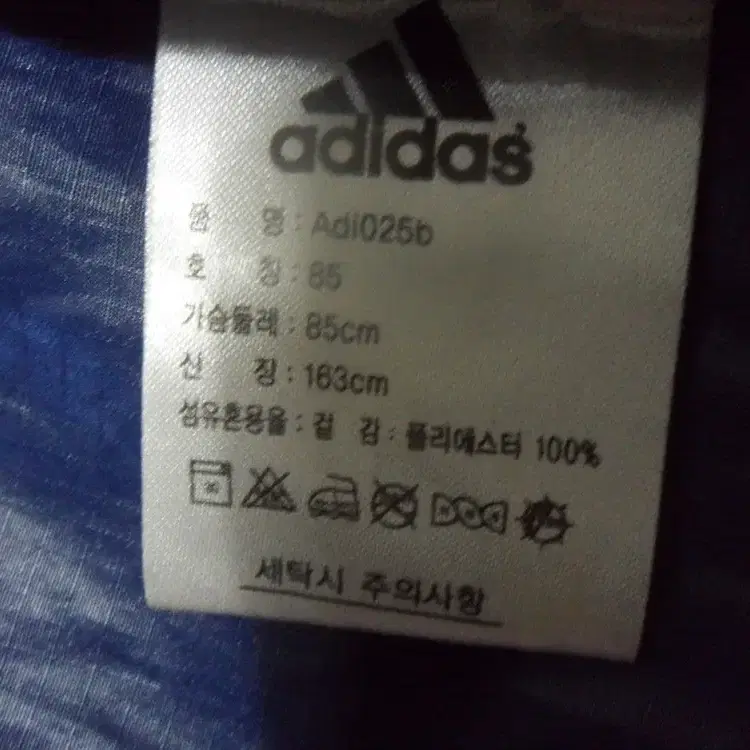 adidas
품 명 : Adi025b
호 칭 : 85
가슴둘레 : 85cm
신 장 : 163cm
섬유혼용율 : 겉 감 : 폴리에스터 100%
세탁시 주의사항